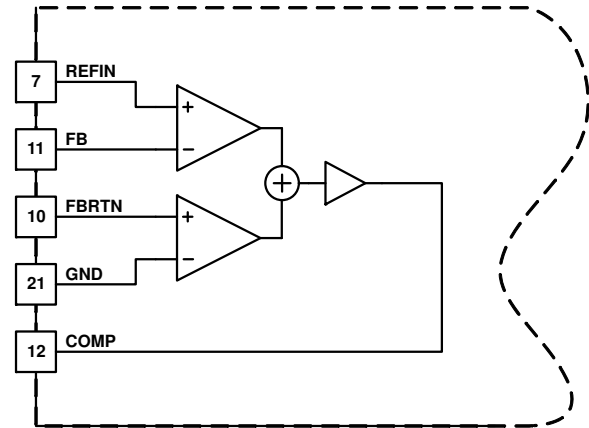 7 REFIN
+
11 FB
−
+
10 FBRTN
+
21 GND
−
12 COMP